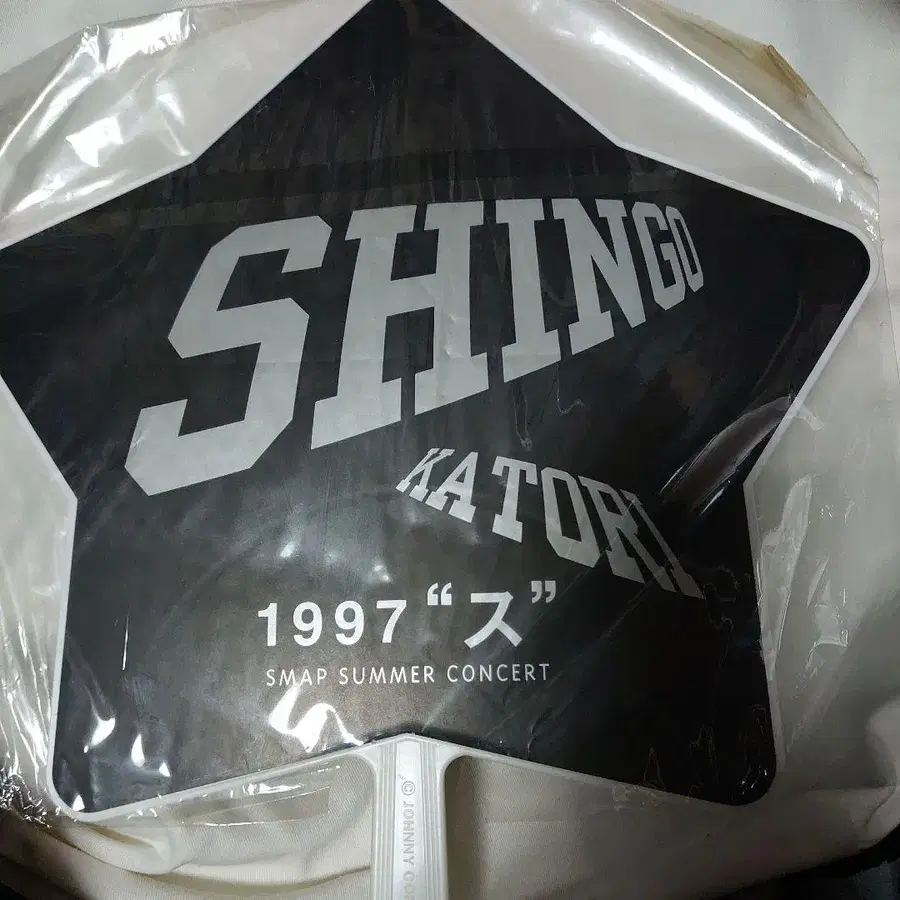 SHINGO
KATORI
1997 “ス”
SMAP SUMMER CONCERT
© JOHNNY